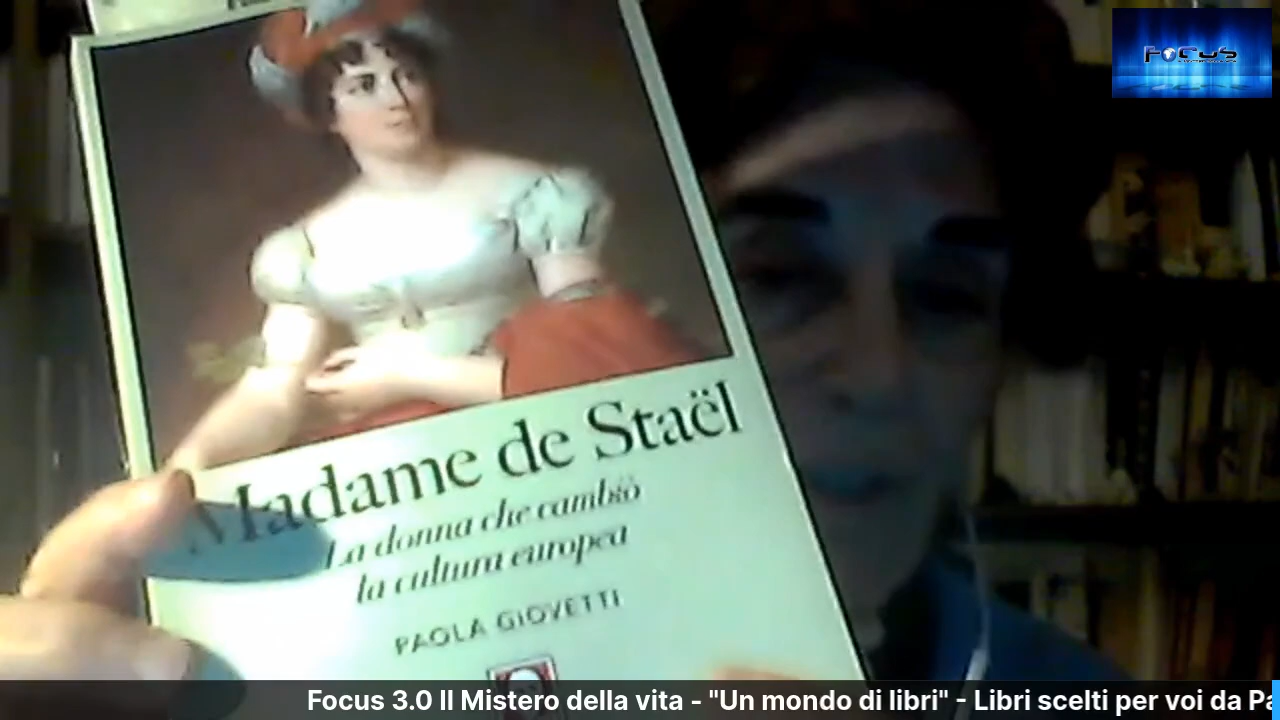 FOCUS
Madame de Staël
La donna che cambiò
la cultura europea
PAOLA GIOVETTI
Focus 3.0 Il Mistero della vita - "Un mondo di libri" - Libri scelti per voi da Pa